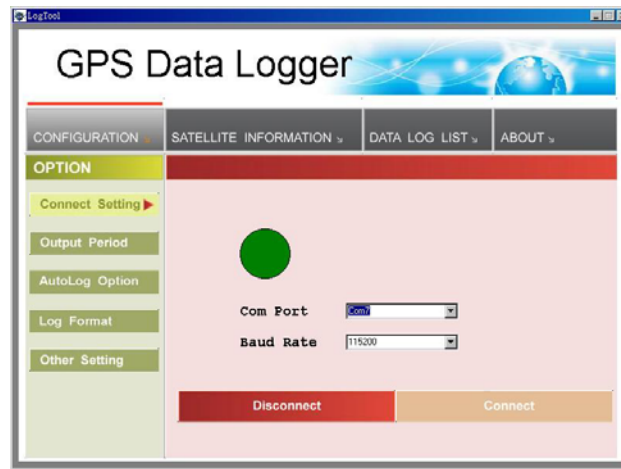 LogTool
GPS Data Logger
CONFIGURATION SATELLITE INFORMATION DATA LOG LIST ABOUT
OPTION
Connect Setting
Output Period
AutoLog Option
Log Format
Other Setting
Com Port Com7
Baud Rate 115200
Disconnect Connect